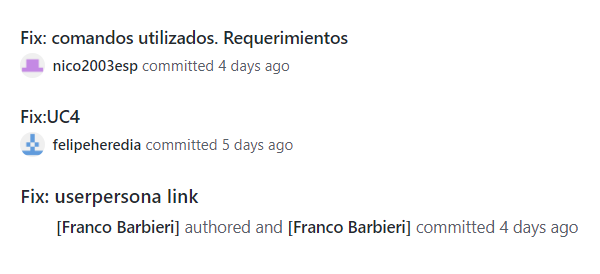 Fix: comandos utilizados. Requerimientos
nico2003esp committed 4 days ago
Fix:UC4
felipeheredia committed 5 days ago
Fix: userpersona link
[Franco Barbieri] authored and [Franco Barbieri] committed 4 days ago